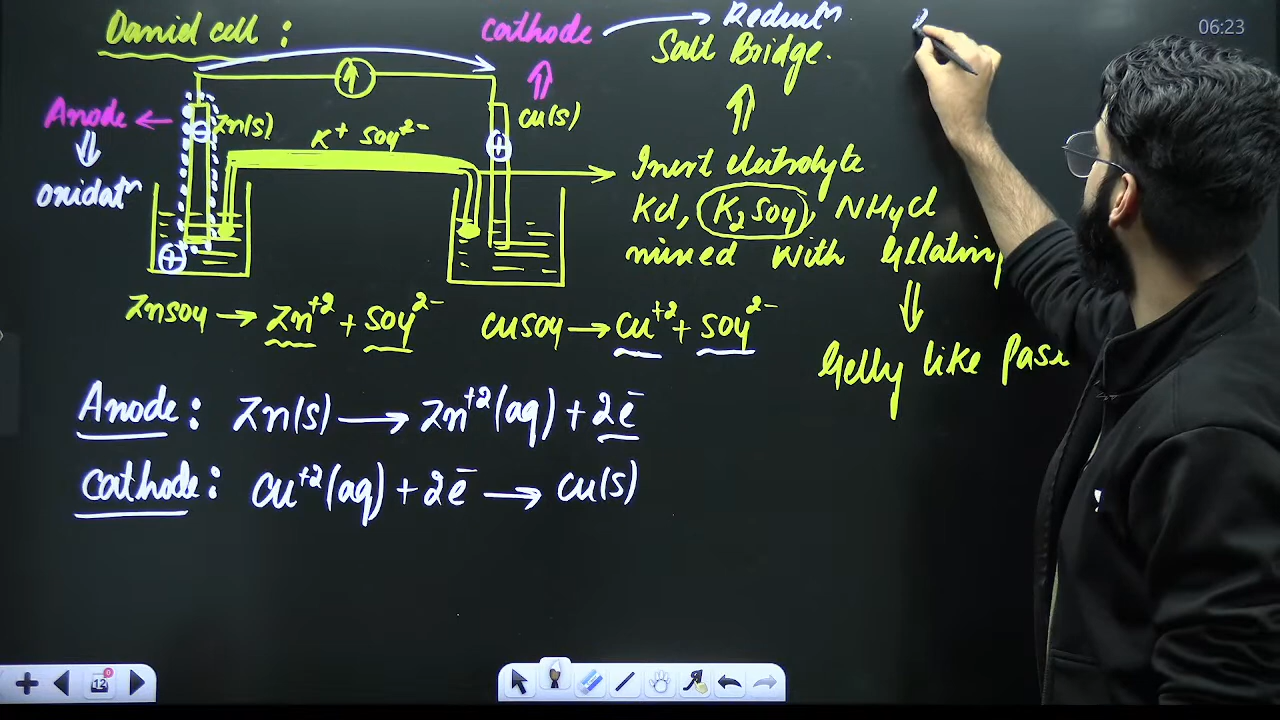 Daniel cell :
cathode → Reductn
Salt Bridge.
06:23
Anode ← Zn(s)
cu(s)
K+ SO4 2-
oxidatn
Inert electrolyte
Kcl, K2SO4, NH4cl
mixed with Gelating
Gelly like
ZnSO4 → Zn+2 + SO4 2-
CuSO4 → Cu+2 + SO4 2-
Anode : Zn(s) → Zn+2(aq) + 2e-
Cathode : Cu+2(aq) + 2e- → Cu(s)
12